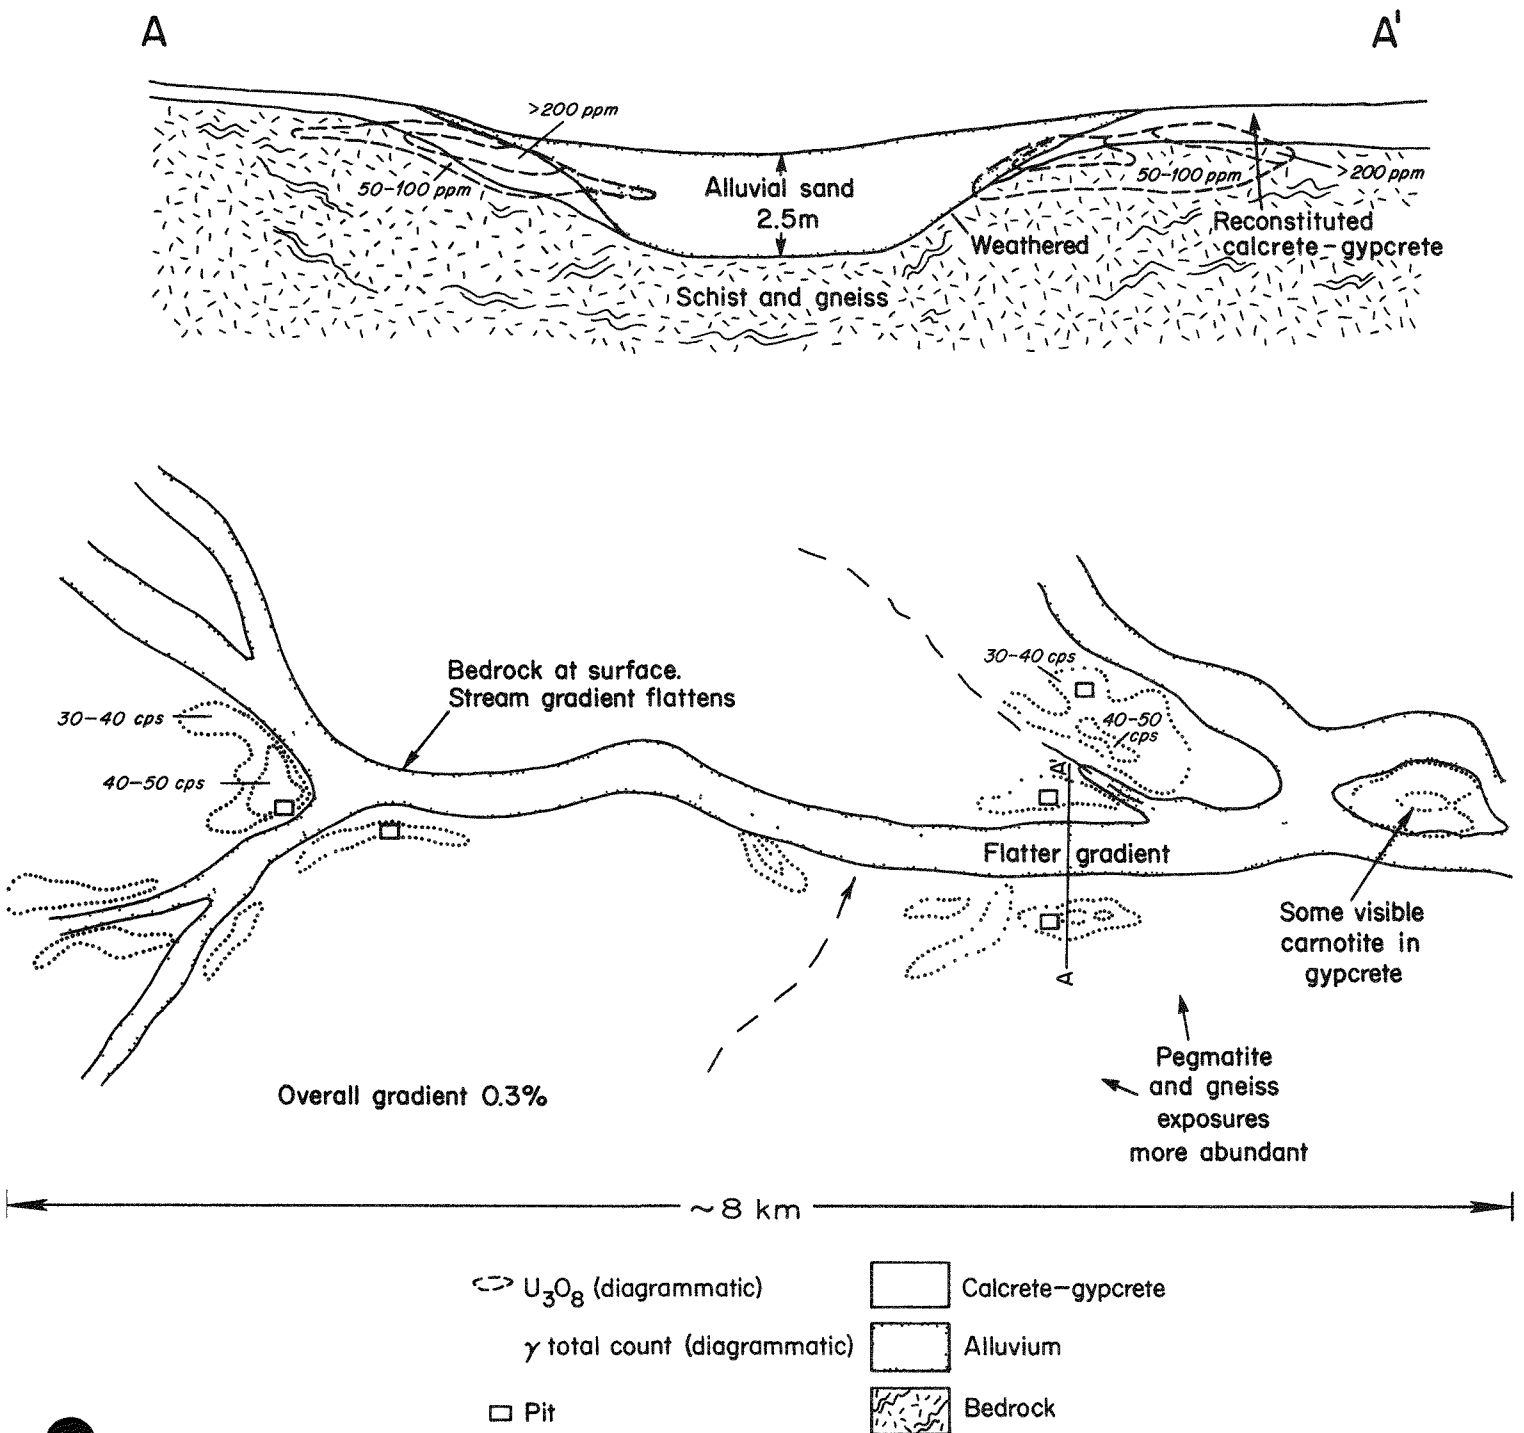 A A'
>200 ppm
50-100 ppm
Alluvial sand
2.5m
50-100 ppm
>200 ppm
Reconstituted
calcrete-gypcrete
Weathered
Schist and gneiss
Bedrock at surface.
Stream gradient flattens
30-40 cps
40-50 cps
30-40 cps
40-50
cps
A'
Flatter gradient
A
Some visible
carnotite in
gypcrete
Pegmatite
and gneiss
exposures
more abundant
Overall gradient 0.3%
~8 km
U3O8 (diagrammatic)
γ total count (diagrammatic)
Pit
Calcrete-gypcrete
Alluvium
Bedrock